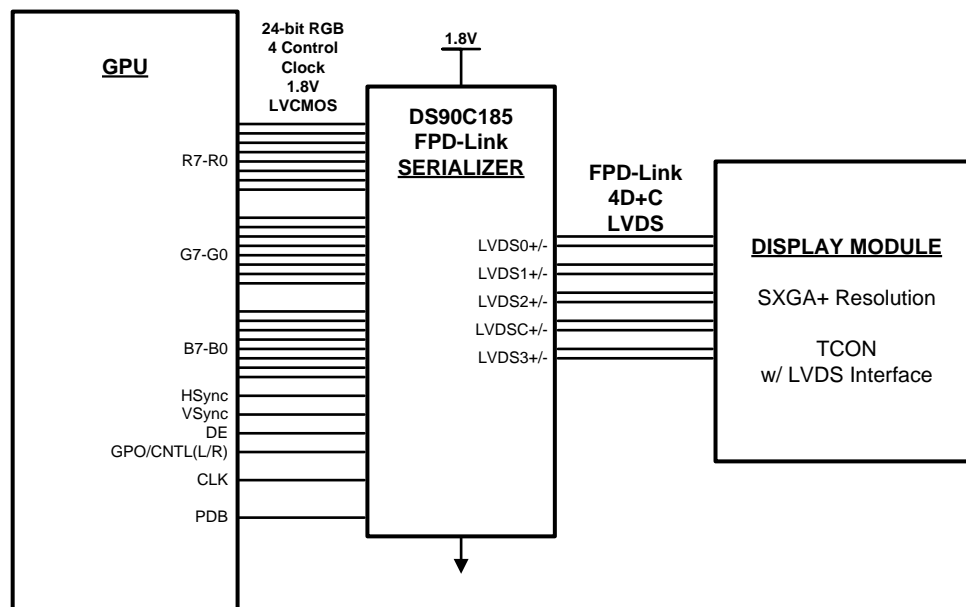 GPU
R7-R0
G7-G0
B7-B0
HSync
VSync
DE
GPO/CNTL(L/R)
CLK
PDB
24-bit RGB
4 Control
Clock
1.8V
LVCMOS
1.8V
DS90C185
FPD-Link
SERIALIZER
LVDS0+/-
LVDS1+/-
LVDS2+/-
LVDSC+/-
LVDS3+/-
FPD-Link
4D+C
LVDS
DISPLAY MODULE
SXGA+ Resolution
TCON
w/ LVDS Interface